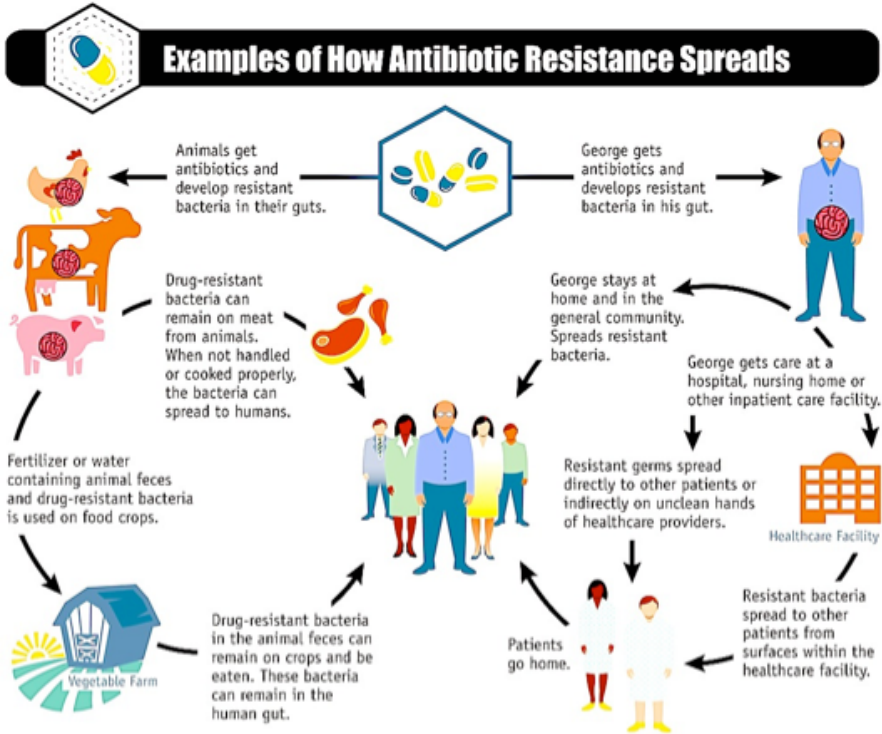 Examples of How Antibiotic Resistance Spreads
Animals get
antibiotics and
develop resistant
bacteria in their guts.
George gets
antibiotics and
develops resistant
bacteria in his gut.
Drug-resistant
bacteria can
remain on meat
from animals.
When not handled
or cooked properly,
the bacteria can
spread to humans.
George stays at
home and in the
general community.
Spreads resistant
bacteria.
George gets care at a
hospital, nursing home or
other inpatient care facility.
Fertilizer or water
containing animal feces
and drug-resistant bacteria
is used on food crops.
Resistant germs spread
directly to other patients or
indirectly on unclean hands
of healthcare providers.
Healthcare Facility
Vegetable Farm
Drug-resistant bacteria
in the animal feces can
remain on crops and be
eaten. These bacteria
can remain in the
human gut.
Patients
go home.
Resistant bacteria
spread to other
patients from
surfaces within the
healthcare facility.